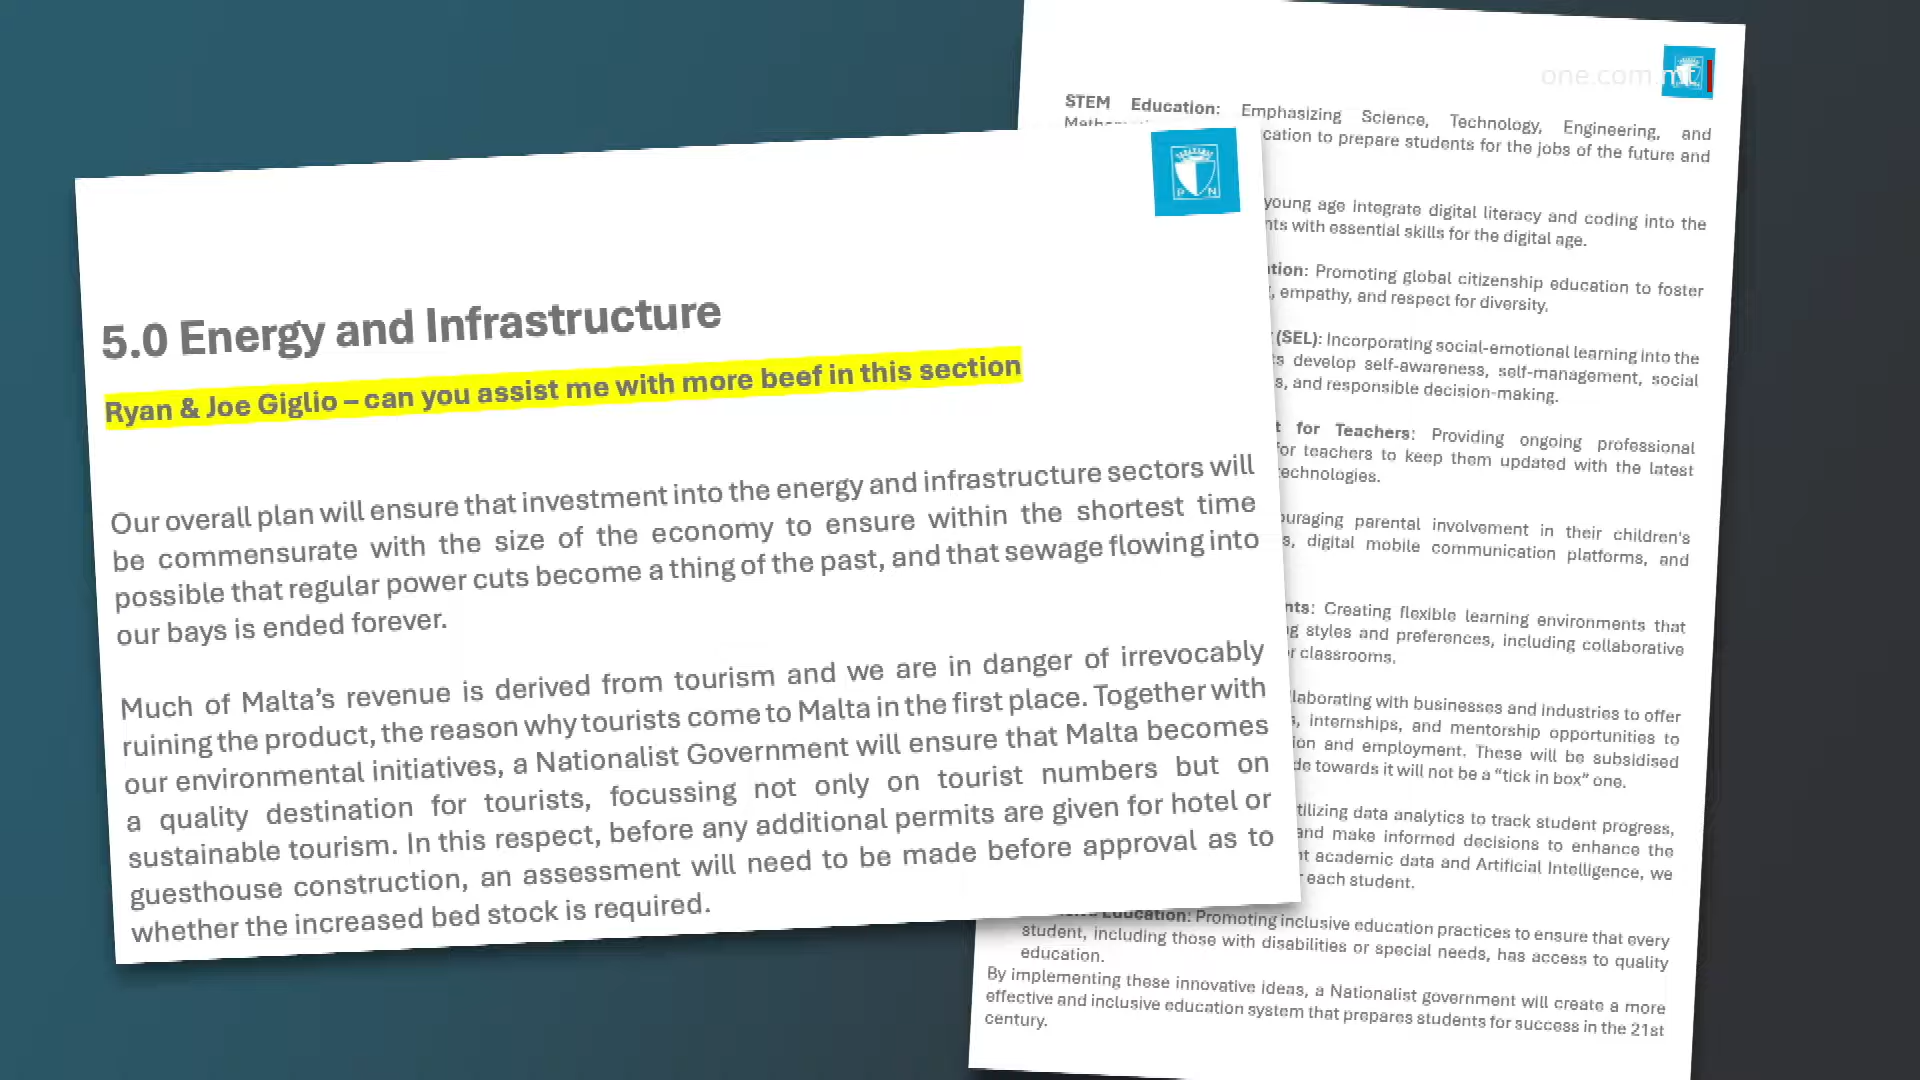 one.com.mt
P N
5.0 Energy and Infrastructure
Ryan & Joe Giglio – can you assist me with more beef in this section
Our overall plan will ensure that investment into the energy and infrastructure sectors will
be commensurate with the size of the economy to ensure within the shortest time
possible that regular power cuts become a thing of the past, and that sewage flowing into
our bays is ended forever.
Much of Malta’s revenue is derived from tourism and we are in danger of irrevocably
ruining the product, the reason why tourists come to Malta in the first place. Together with
our environmental initiatives, a Nationalist Government will ensure that Malta becomes
a quality destination for tourists, focussing not only on tourist numbers but on
sustainable tourism. In this respect, before any additional permits are given for hotel or
guesthouse construction, an assessment will need to be made before approval as to
whether the increased bed stock is required.
STEM Education: Emphasizing Science, Technology, Engineering, and
cation to prepare students for the jobs of the future and
young age integrate digital literacy and coding into the
nts with essential skills for the digital age.
tion: Promoting global citizenship education to foster
, empathy, and respect for diversity.
(SEL): Incorporating social-emotional learning into the
s develop self-awareness, self-management, social
s, and responsible decision-making.
t for Teachers: Providing ongoing professional
for teachers to keep them updated with the latest
echnologies.
ouraging parental involvement in their children's
s, digital mobile communication platforms, and
nts: Creating flexible learning environments that
ng styles and preferences, including collaborative
r classrooms.
llaborating with businesses and industries to offer
s, internships, and mentorship opportunities to
ion and employment. These will be subsidised
de towards it will not be a “tick in box” one.
tilizing data analytics to track student progress,
and make informed decisions to enhance the
nt academic data and Artificial Intelligence, we
r each student.
Education: Promoting inclusive education practices to ensure that every
student, including those with disabilities or special needs, has access to quality
education.
By implementing these innovative ideas, a Nationalist government will create a more
effective and inclusive education system that prepares students for success in the 21st
century.